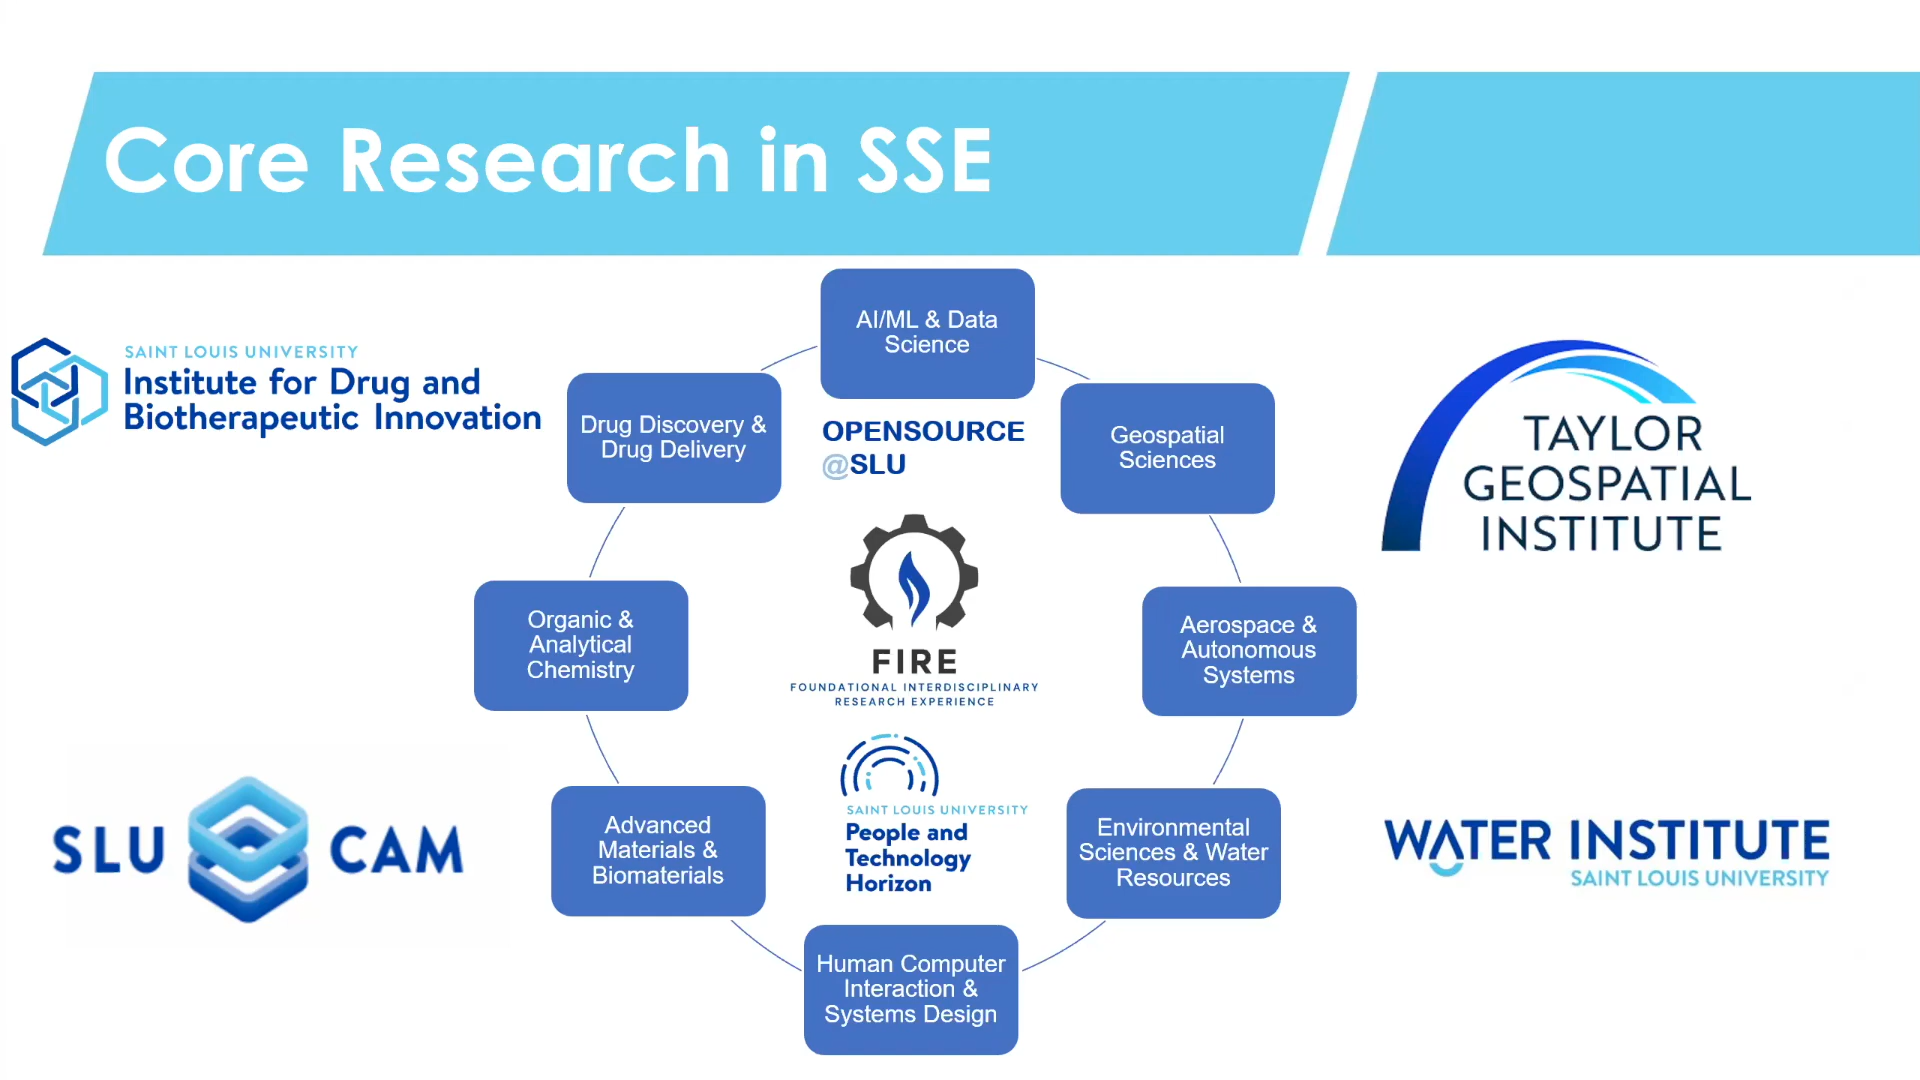 Core Research in SSE
AI/ML & Data
Science
SAINT LOUIS UNIVERSITY
Institute for Drug and
Biotherapeutic Innovation
Drug Discovery &
Drug Delivery
OPENSOURCE
@SLU
Geospatial
Sciences
TAYLOR
GEOSPATIAL
INSTITUTE
Organic &
Analytical
Chemistry
FIRE
FOUNDATIONAL INTERDISCIPLINARY
RESEARCH EXPERIENCE
Aerospace &
Autonomous
Systems
SLU CAM
Advanced
Materials &
Biomaterials
SAINT LOUIS UNIVERSITY
People and
Technology
Horizon
Environmental
Sciences & Water
Resources
WATER INSTITUTE
SAINT LOUIS UNIVERSITY
Human Computer
Interaction &
Systems Design